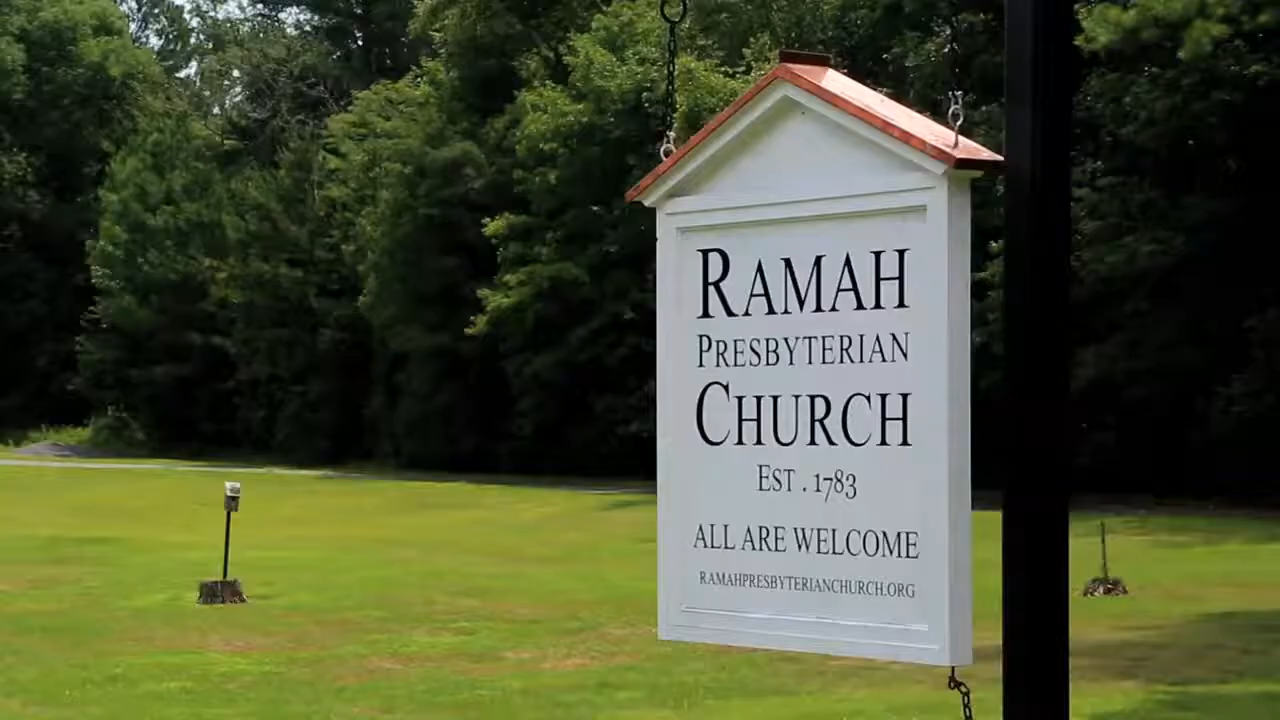 RAMAH
PRESBYTERIAN
CHURCH
EST . 1783
ALL ARE WELCOME
RAMAHPRESBYTERIANCHURCH.ORG